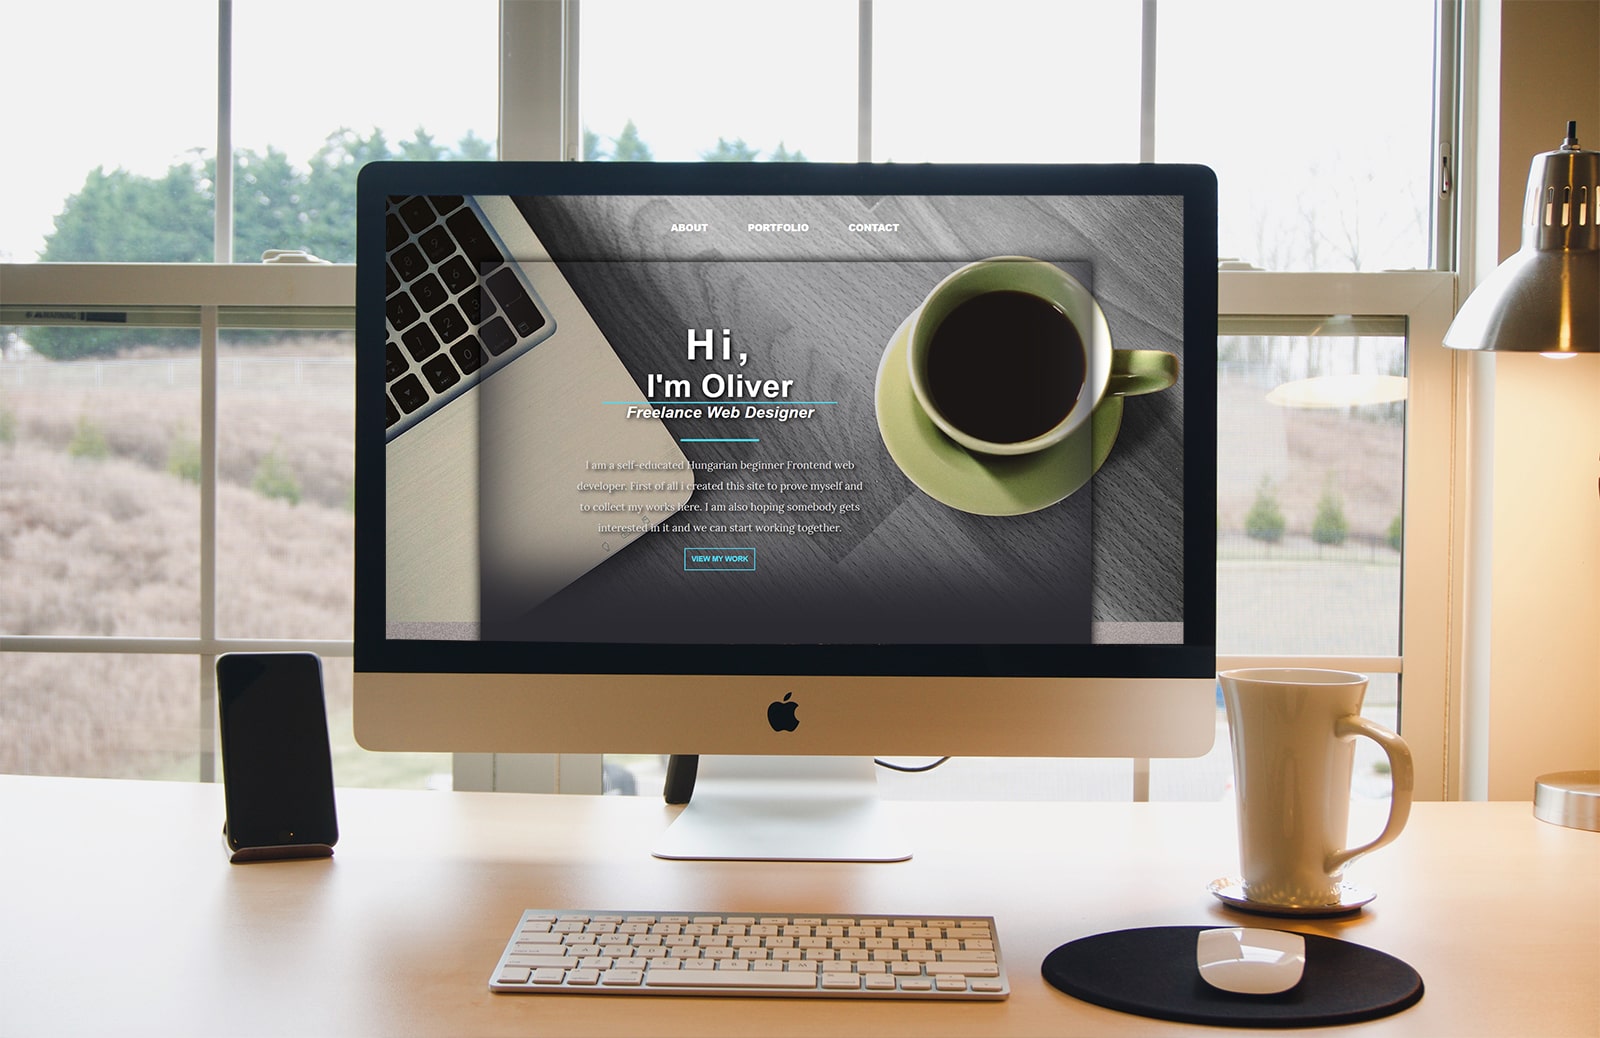 ABOUT PORTFOLIO CONTACT
Hi,
I'm Oliver
Freelance Web Designer
I am a self-educated Hungarian beginner Frontend web
developer. First of all i created this site to prove myself and
to collect my works here. I am also hoping somebody gets
interested in it and we can start working together.
VIEW MY WORK
WARNING